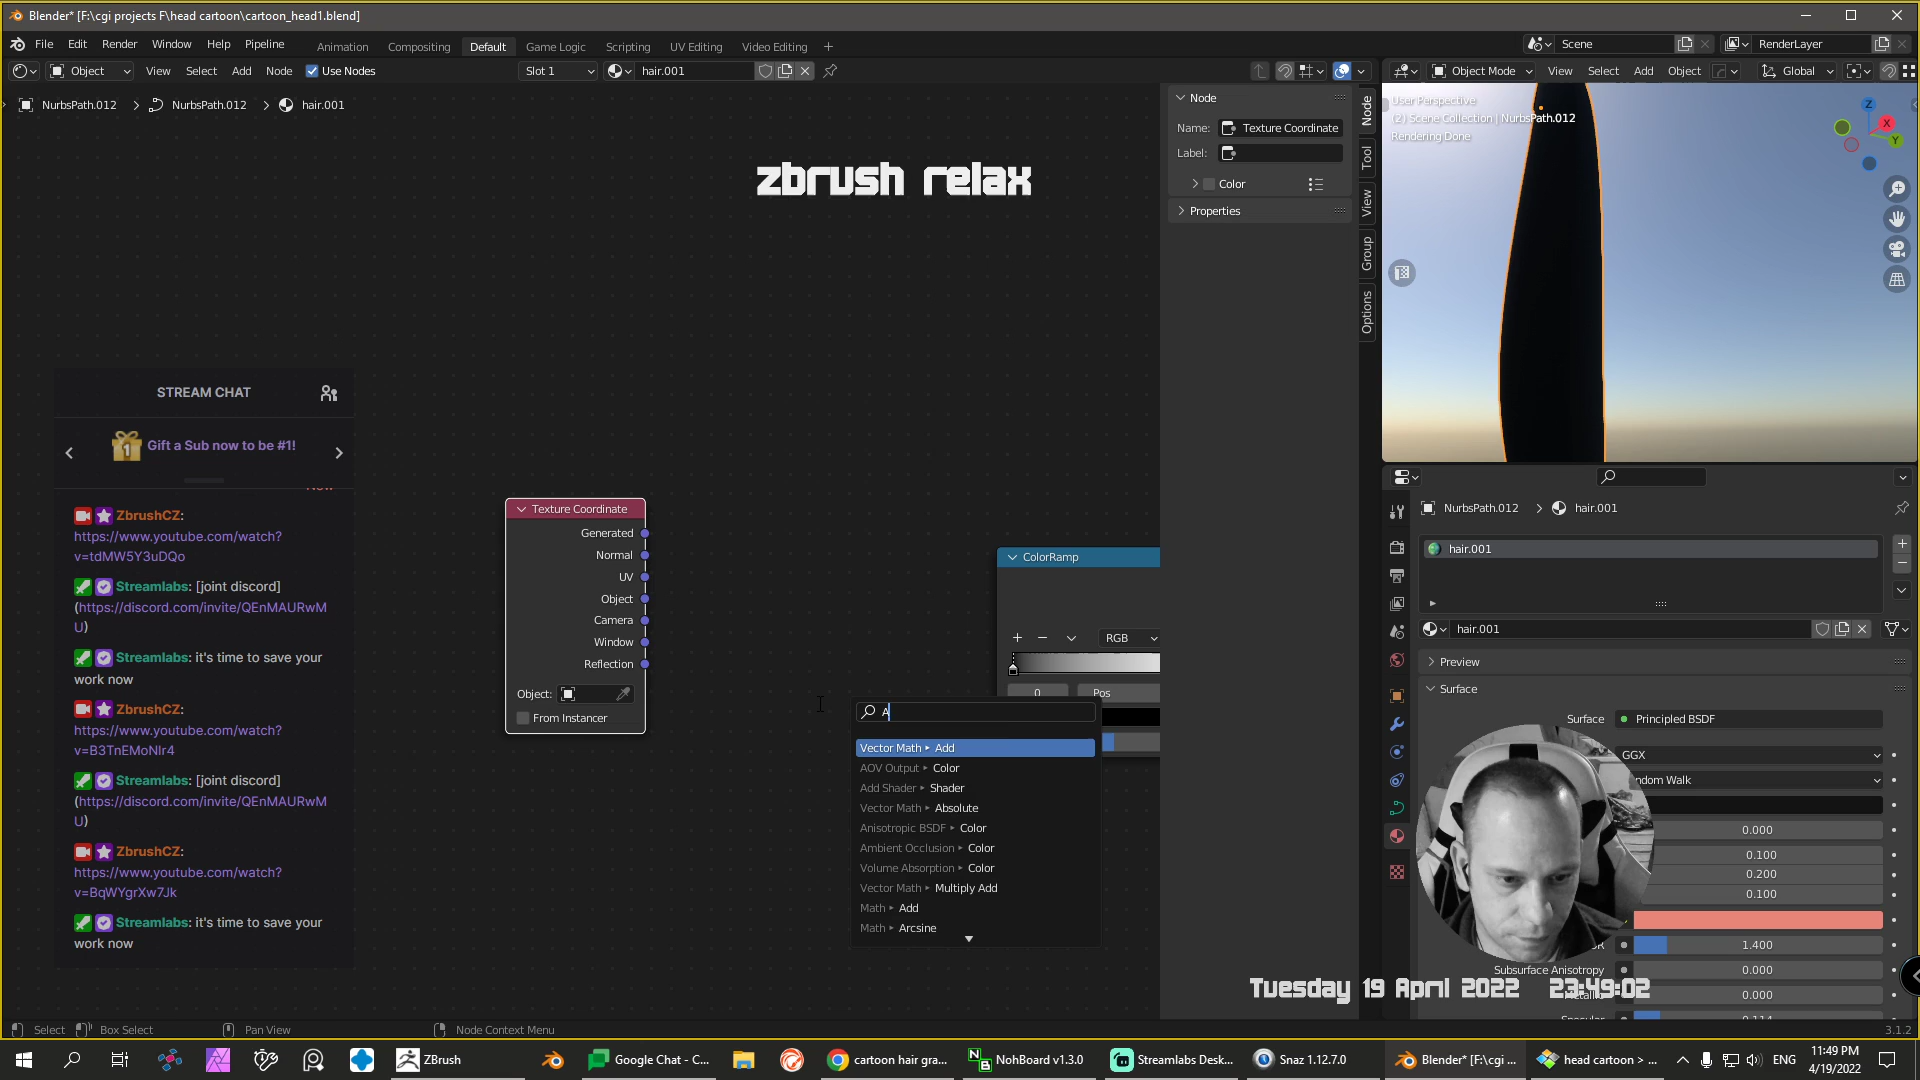 Blender* [F:\cgi projects F\head cartoon\cartoon_head1.blend]
File Edit Render Window Help Pipeline
Animation Compositing Default Game Logic Scripting UV Editing Video Editing +
Scene RenderLayer
Object View Select Add Node Use Nodes Slot 1 hair.001
Object Mode View Select Add Object Global
NurbsPath.012 > NurbsPath.012 > hair.001
zbrush relax
Node
Name: Texture Coordinate
Label:
Color
Properties
Node
Tool
View
Group
Options
User Perspective
(2) Scene Collection | NurbsPath.012
Rendering Done
Z
X
Y
STREAM CHAT
1 Gift a Sub now to be #1!
ZbrushCZ:
https://www.youtube.com/watch?
v=tdMW5Y3uDQo
Streamlabs: [joint discord]
(https://discord.com/invite/QEnMAURwM
U)
Streamlabs: it's time to save your
work now
ZbrushCZ:
https://www.youtube.com/watch?
v=B3TnEMoNlr4
Streamlabs: [joint discord]
(https://discord.com/invite/QEnMAURwM
U)
ZbrushCZ:
https://www.youtube.com/watch?
v=BqWYgrXw7Jk
Streamlabs: it's time to save your
work now
Texture Coordinate
Generated
Normal
UV
Object
Camera
Window
Reflection
Object:
From Instancer
ColorRamp
+ − RGB
0 Pos
A
Vector Math ▸ Add
AOV Output ▸ Color
Add Shader ▸ Shader
Vector Math ▸ Absolute
Anisotropic BSDF ▸ Color
Ambient Occlusion ▸ Color
Volume Absorption ▸ Color
Vector Math ▸ Multiply Add
Math ▸ Add
Math ▸ Arcsine
NurbsPath.012 > hair.001
hair.001
hair.001
Preview
Surface
Surface Principled BSDF
GGX
ndom Walk
0.000
0.100
0.200
0.100
1.400
Subsurface Anisotropy 0.000
0.000
Tuesday 19 April 2022 23:49:02
Select Box Select Pan View Node Context Menu
3.1.2
ZBrush
Google Chat - C...
cartoon hair gra...
NohBoard v1.3.0
Streamlabs Desk...
Snaz 1.12.7.0
Blender* [F:\cgi ...
head cartoon > ...
ENG
11:49 PM
4/19/2022